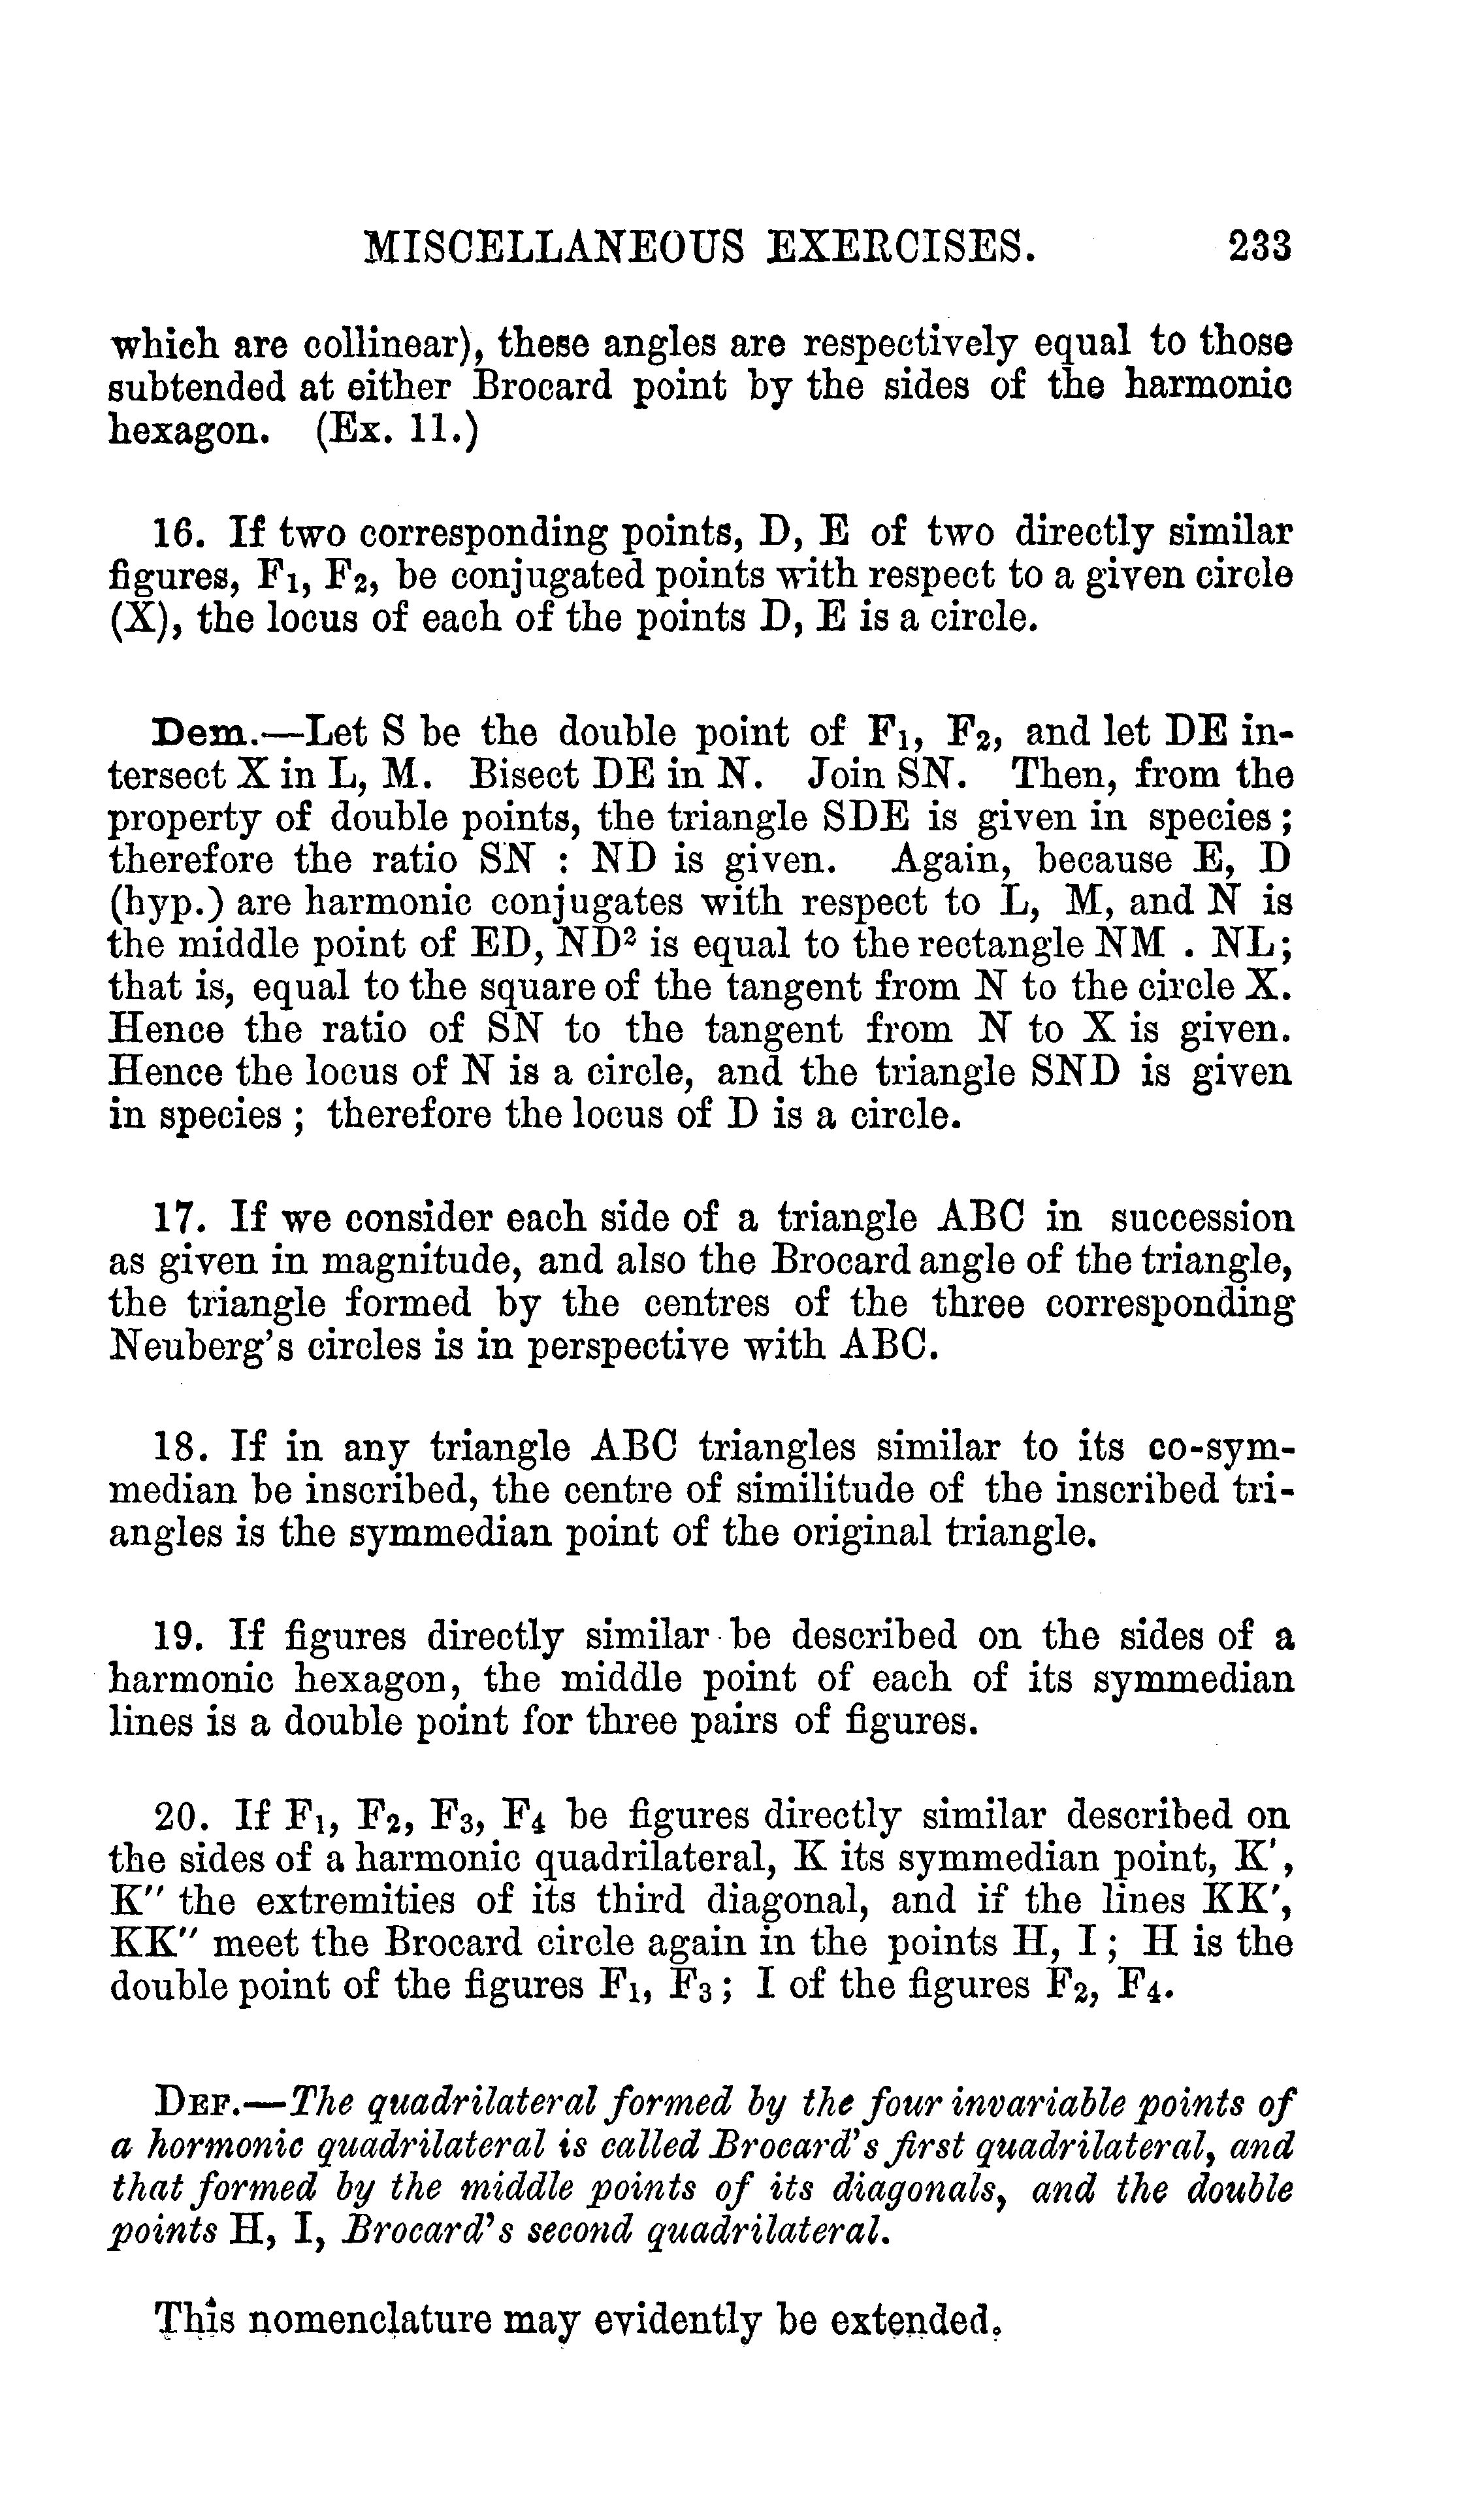 MISCELLANEOUS EXERCISES. 233
which are collinear), these angles are respectively equal to those
subtended at either Brocard point by the sides of the harmonic
hexagon. (Ex. 11.)
16. If two corresponding points, D, E of two directly similar
figures, F₁, F₂, be conjugated points with respect to a given circle
(X), the locus of each of the points D, E is a circle.
Dem.—Let S be the double point of F₁, F₂, and let DE in-
tersect X in L, M. Bisect DE in N. Join SN. Then, from the
property of double points, the triangle SDE is given in species;
therefore the ratio SN : ND is given. Again, because E, D
(hyp.) are harmonic conjugates with respect to L, M, and N is
the middle point of ED, ND² is equal to the rectangle NM . NL;
that is, equal to the square of the tangent from N to the circle X.
Hence the ratio of SN to the tangent from N to X is given.
Hence the locus of N is a circle, and the triangle SND is given
in species; therefore the locus of D is a circle.
17. If we consider each side of a triangle ABC in succession
as given in magnitude, and also the Brocard angle of the triangle,
the triangle formed by the centres of the three corresponding
Neuberg's circles is in perspective with ABC.
18. If in any triangle ABC triangles similar to its co-sym-
median be inscribed, the centre of similitude of the inscribed tri-
angles is the symmedian point of the original triangle.
19. If figures directly similar be described on the sides of a
harmonic hexagon, the middle point of each of its symmedian
lines is a double point for three pairs of figures.
20. If F₁, F₂, F₃, F₄ be figures directly similar described on
the sides of a harmonic quadrilateral, K its symmedian point, K',
K'' the extremities of its third diagonal, and if the lines KK',
KK'' meet the Brocard circle again in the points H, I; H is the
double point of the figures F₁, F₃; I of the figures F₂, F₄.
DEF.—The quadrilateral formed by the four invariable points of
a hormonic quadrilateral is called Brocard's first quadrilateral, and
that formed by the middle points of its diagonals, and the double
points H, I, Brocard's second quadrilateral.
This nomenclature may evidently be extended.